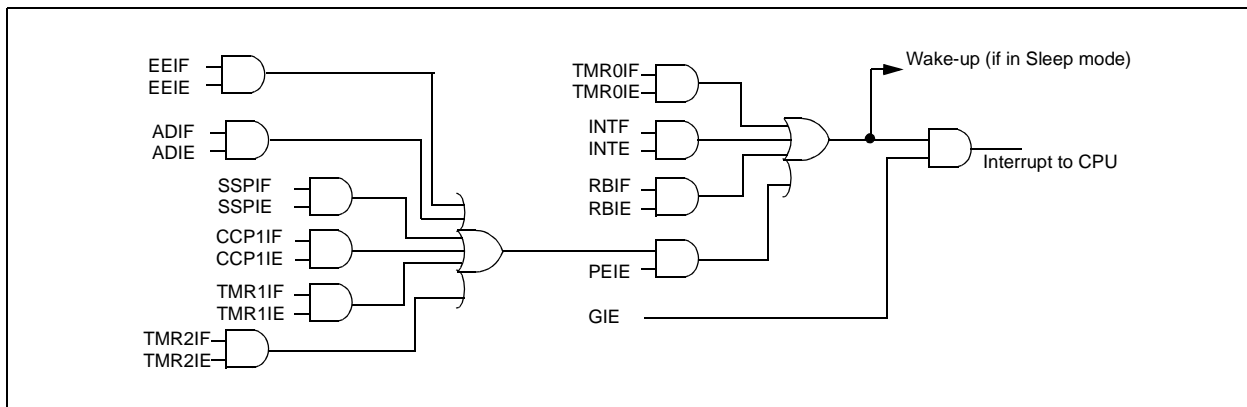 EEIF
EEIE
ADIF
ADIE
SSPIF
SSPIE
CCP1IF
CCP1IE
TMR1IF
TMR1IE
TMR2IF
TMR2IE
TMR0IF
TMR0IE
INTF
INTE
RBIF
RBIE
PEIE
GIE
Wake-up (if in Sleep mode)
Interrupt to CPU